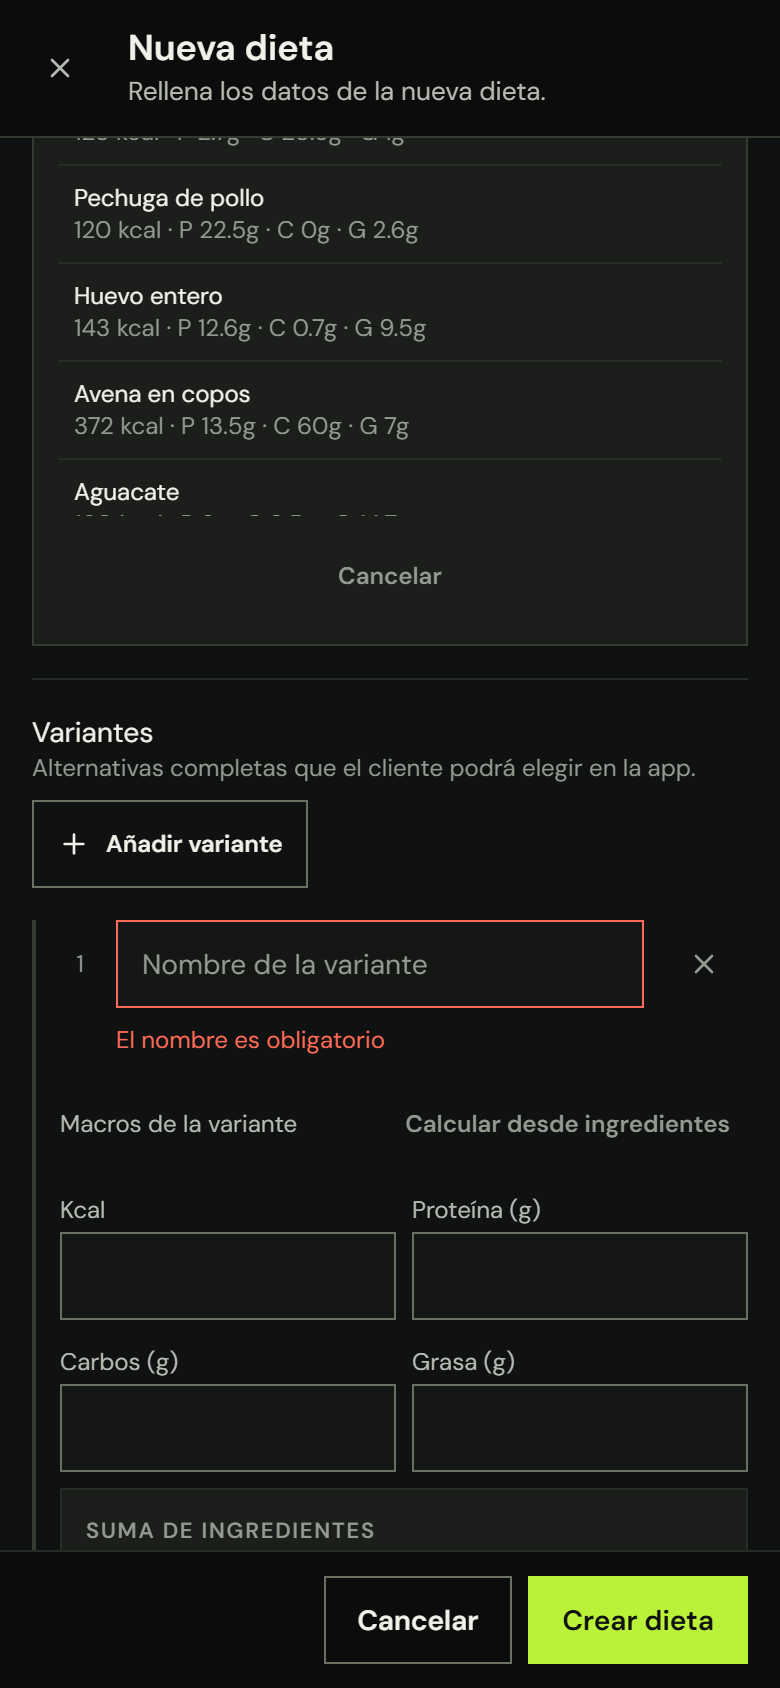 Nueva dieta
Rellena los datos de la nueva dieta.
Pechuga de pollo
120 kcal · P 22.5g · C 0g · G 2.6g
Huevo entero
143 kcal · P 12.6g · C 0.7g · G 9.5g
Avena en copos
372 kcal · P 13.5g · C 60g · G 7g
Aguacate
Cancelar
Variantes
Alternativas completas que el cliente podrá elegir en la app.
+ Añadir variante
1 Nombre de la variante
El nombre es obligatorio
Macros de la variante Calcular desde ingredientes
Kcal Proteína (g)
Carbos (g) Grasa (g)
SUMA DE INGREDIENTES
Cancelar Crear dieta